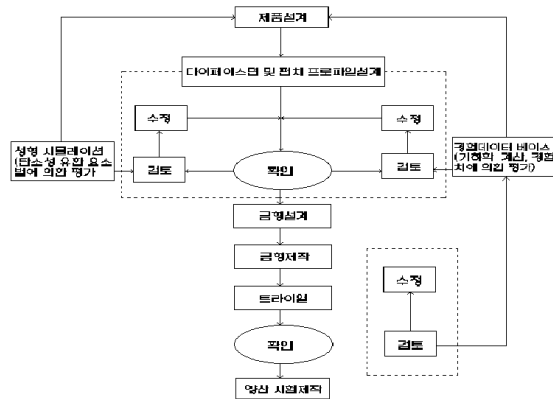 제품설계
다이페이스면 및 펀치 프로파일설계
수정
수정
성형 시뮬레이션
(탄소성 유한 요소
법에 의한 평가
검토
확인
검토
경험데이터 베이스
(기하학 계산, 경험
치에 의한 평가)
금형설계
금형제작
트라이얼
확인
양산 시험제작
수정
검토